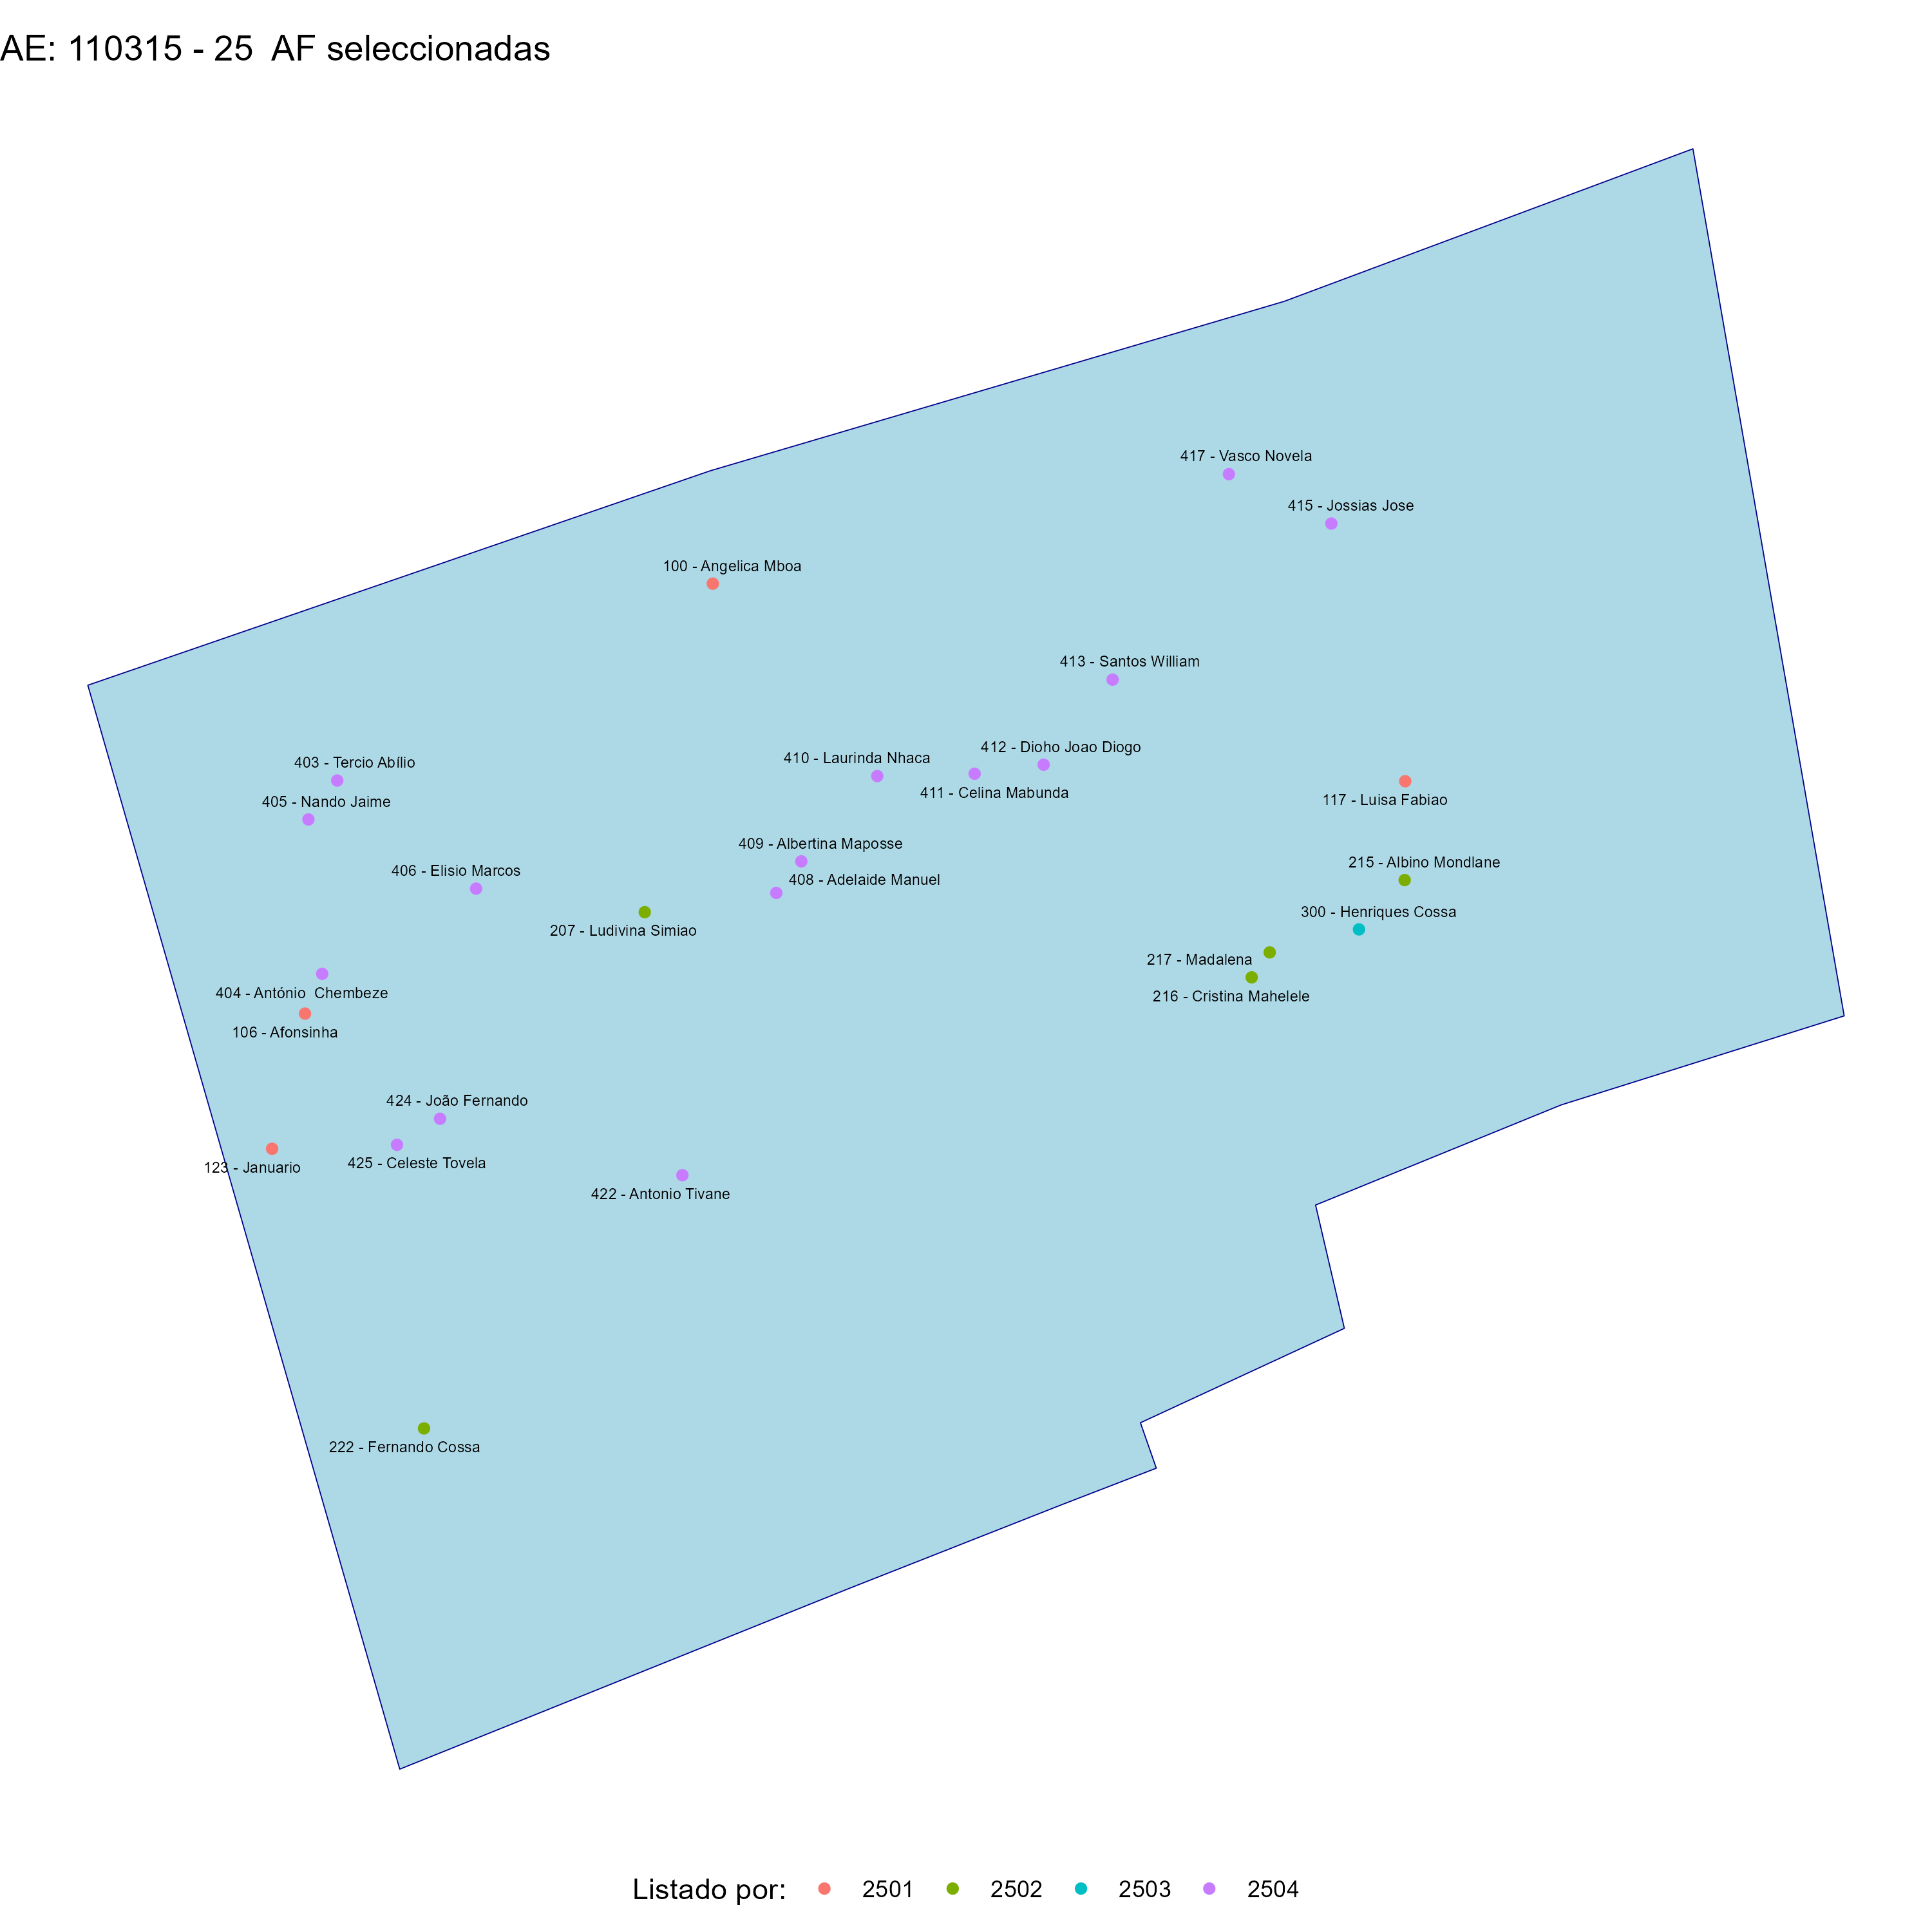 AE: 110315 - 25  AF seleccionadas
417 - Vasco Novela
415 - Jossias Jose
100 - Angelica Mboa
413 - Santos William
412 - Dioho Joao Diogo
410 - Laurinda Nhaca
403 - Tercio Abílio
411 - Celina Mabunda
117 - Luisa Fabiao
405 - Nando Jaime
409 - Albertina Maposse
215 - Albino Mondlane
406 - Elisio Marcos
408 - Adelaide Manuel
300 - Henriques Cossa
207 - Ludivina Simiao
217 - Madalena
404 - António  Chembeze
216 - Cristina Mahelele
106 - Afonsinha
424 - João Fernando
425 - Celeste Tovela
123 - Januario
422 - Antonio Tivane
222 - Fernando Cossa
Listado por: 2501 2502 2503 2504